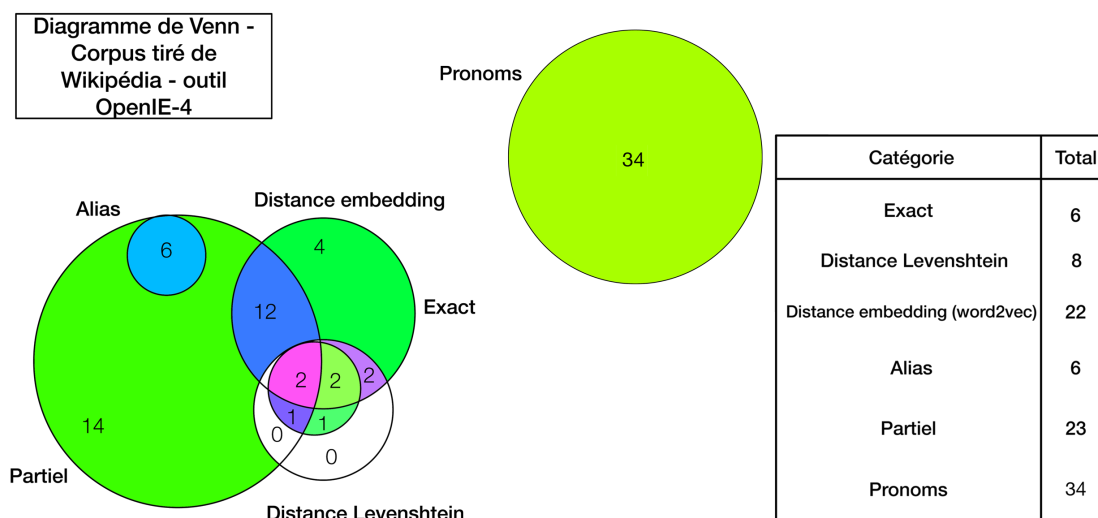 Diagramme de Venn -
Corpus tiré de
Wikipédia - outil
OpenIE-4
Pronoms
34
Catégorie Total
Exact 6
Distance Levenshtein 8
Distance embedding (word2vec) 22
Alias 6
Partiel 23
Pronoms 34
Alias
Distance embedding
6
4
12
Exact
2 2 2
1 1
0
0
14
Partiel
Distance Levenshtein